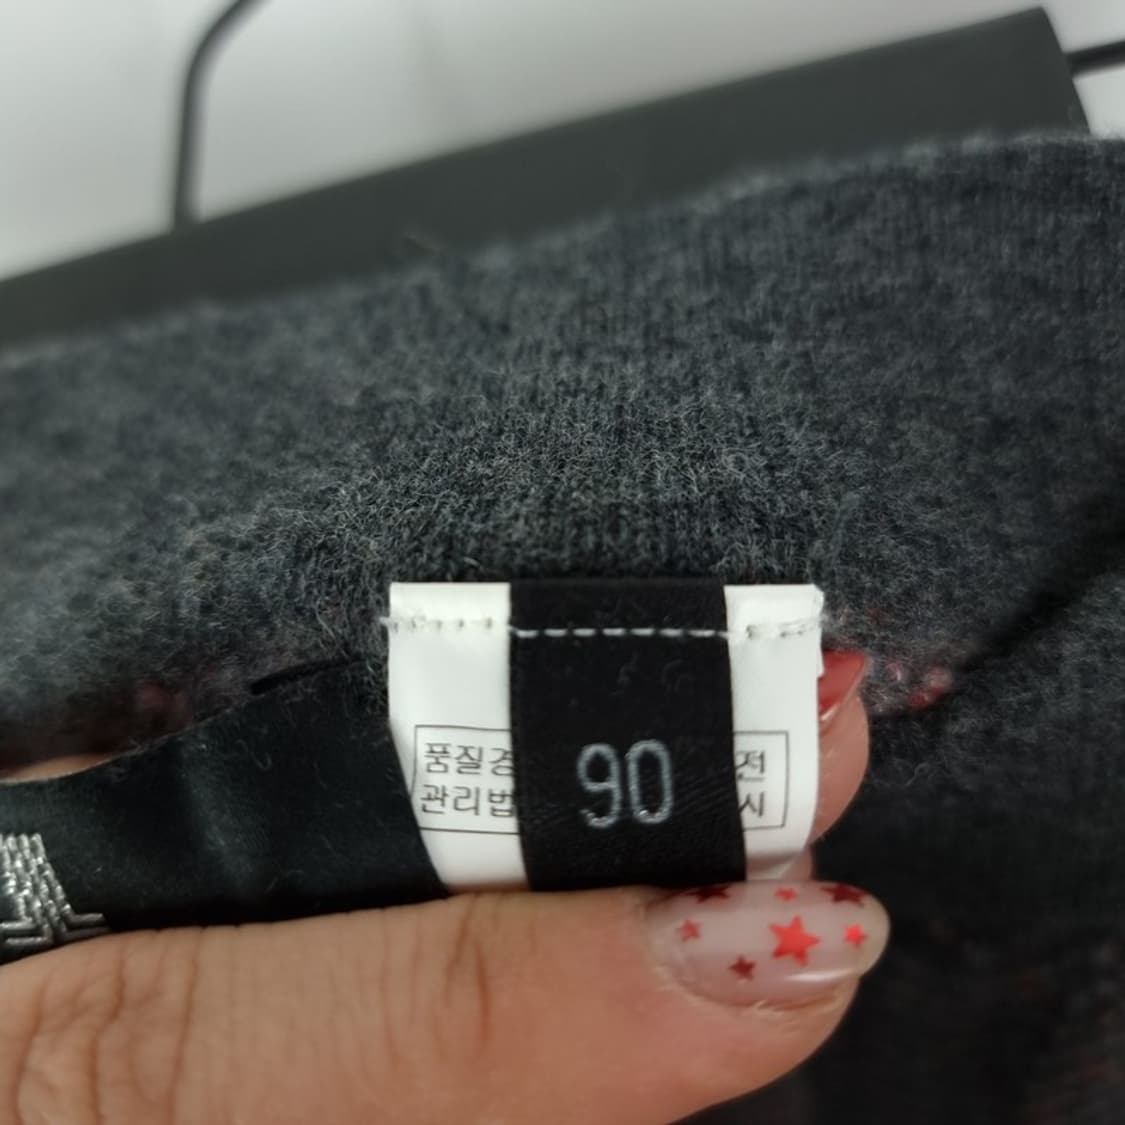 품질경 전
관리법 시
90